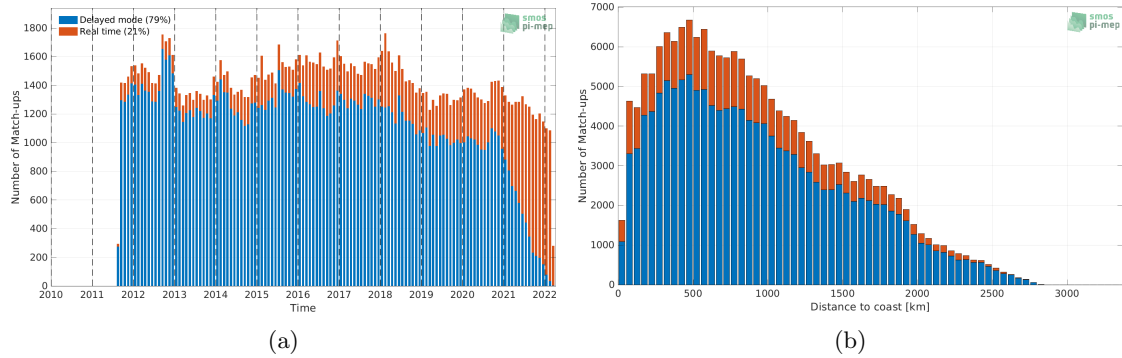 Delayed mode (79%)
Real time (21%)
smos
pi-mep
1800
1600
1400
1200
1000
800
600
400
200
0
Number of Match-ups
2010 2011 2012 2013 2014 2015 2016 2017 2018 2019 2020 2021 2022
Time
(a)
smos
pi-mep
7000
6000
5000
4000
3000
2000
1000
0
Number of Match-ups
0 500 1000 1500 2000 2500 3000
Distance to coast [km]
(b)